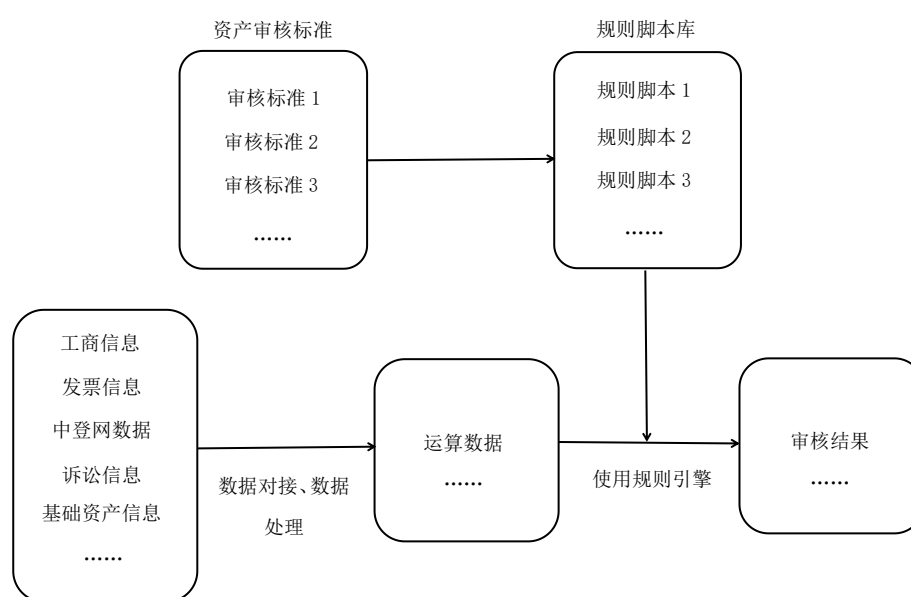 资产审核标准
审核标准 1
审核标准 2
审核标准 3
……
规则脚本库
规则脚本 1
规则脚本 2
规则脚本 3
……
工商信息
发票信息
中登网数据
诉讼信息
基础资产信息
……
数据对接、数据
处理
运算数据
……
使用规则引擎
审核结果
……